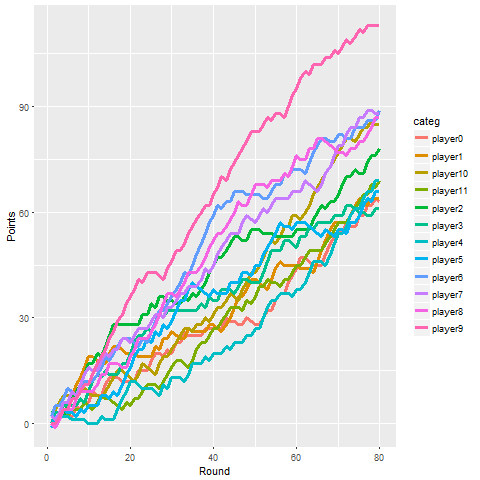 90
60
30
0
Points
0
20
40
60
80
Round
categ
player0
player1
player10
player11
player2
player3
player4
player5
player6
player7
player8
player9